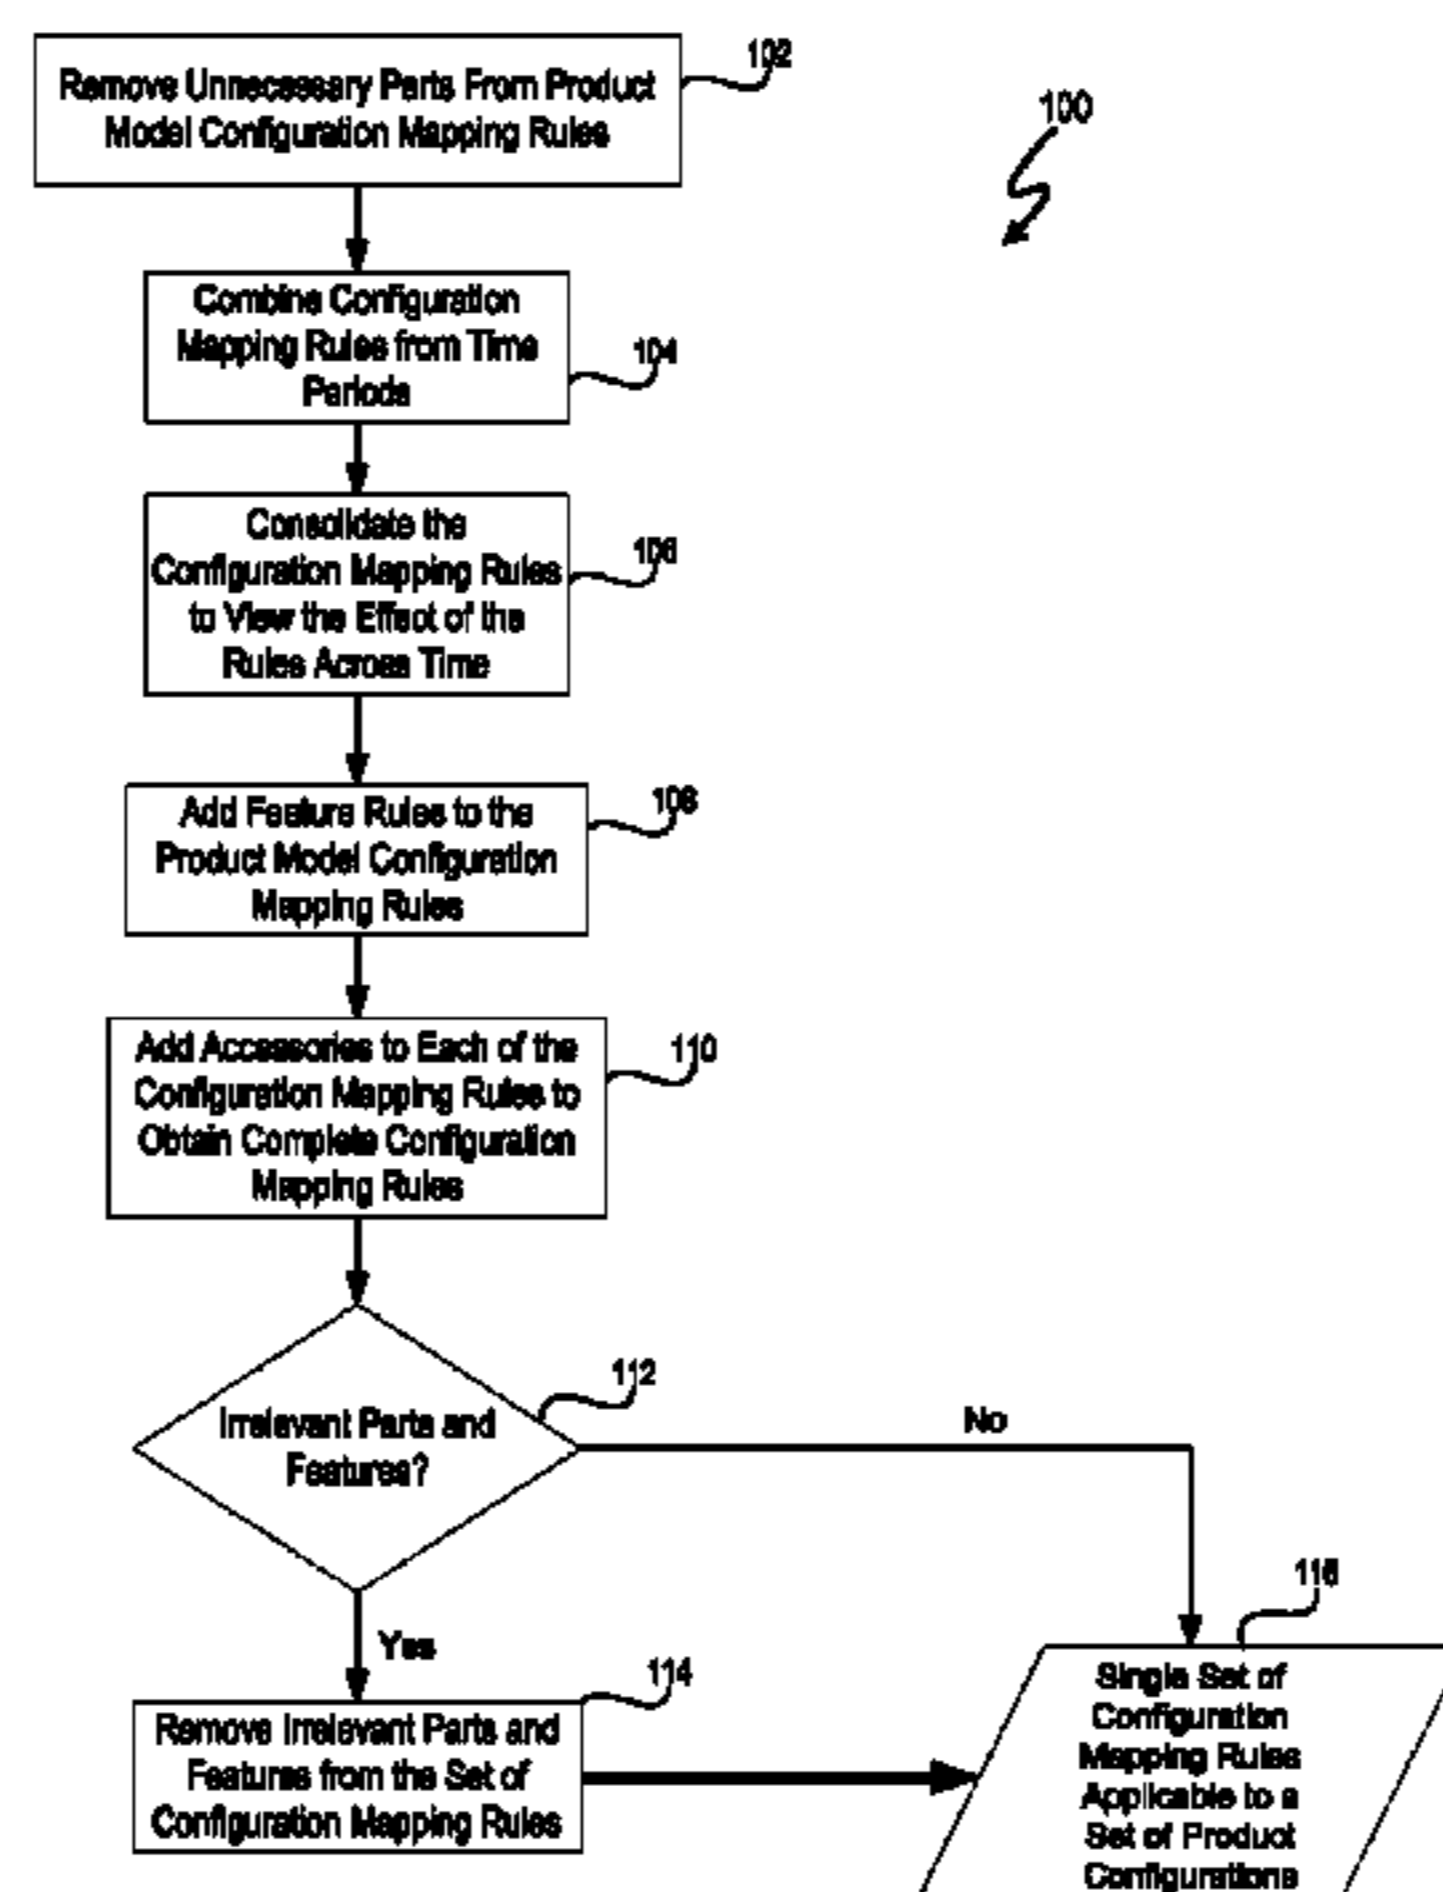 102
Remove Unnecessary Parts From Product
Model Configuration Mapping Rules
100
Combine Configuration
Mapping Rules from Time
Periods
104
Consolidate the
Configuration Mapping Rules
to View the Effect of the
Rules Across Time
106
Add Feature Rules to the
Product Model Configuration
Mapping Rules
108
Add Accessories to Each of the
Configuration Mapping Rules to
Obtain Complete Configuration
Mapping Rules
110
112
Irrelevant Parts and
Features?
No
Yes
116
114
Remove Irrelevant Parts and
Features from the Set of
Configuration Mapping Rules
Single Set of
Configuration
Mapping Rules
Applicable to a
Set of Product
Configurations